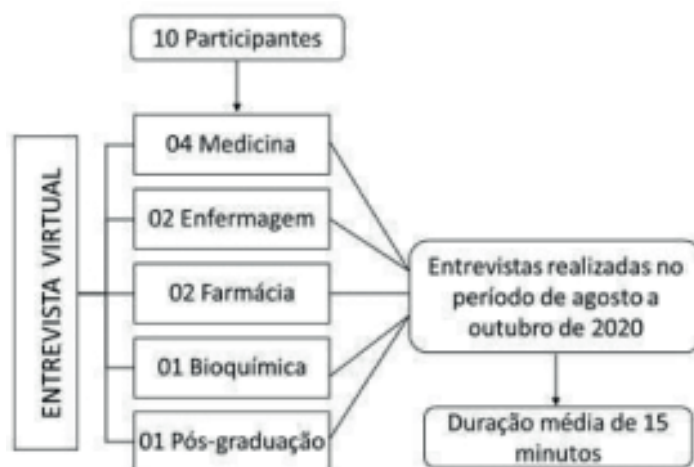 10 Participantes
ENTREVISTA VIRTUAL
04 Medicina
02 Enfermagem
02 Farmácia
01 Bioquímica
01 Pós-graduação
Entrevistas realizadas no
período de agosto a
outubro de 2020
Duração média de 15
minutos